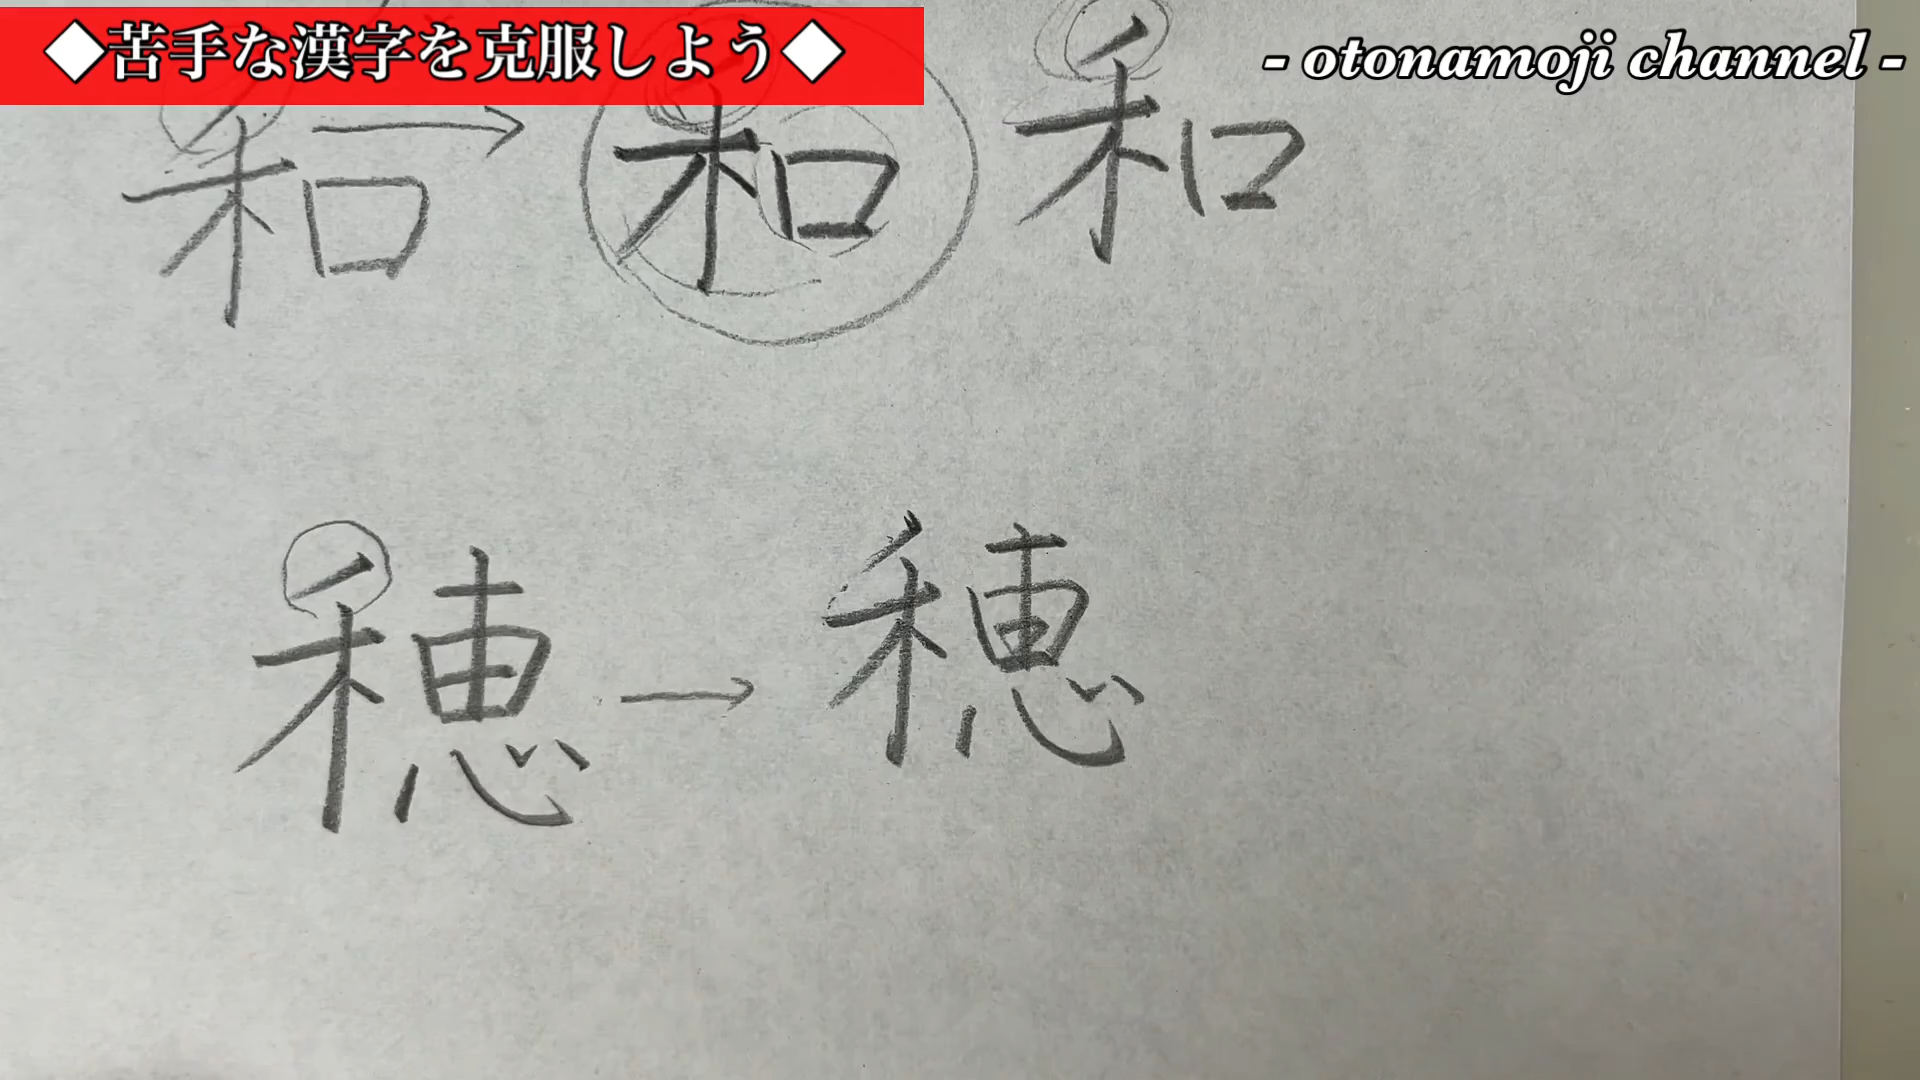 ◆苦手な漢字を克服しよう◆
- otonamoji channel -
和→和 和
穂→穂